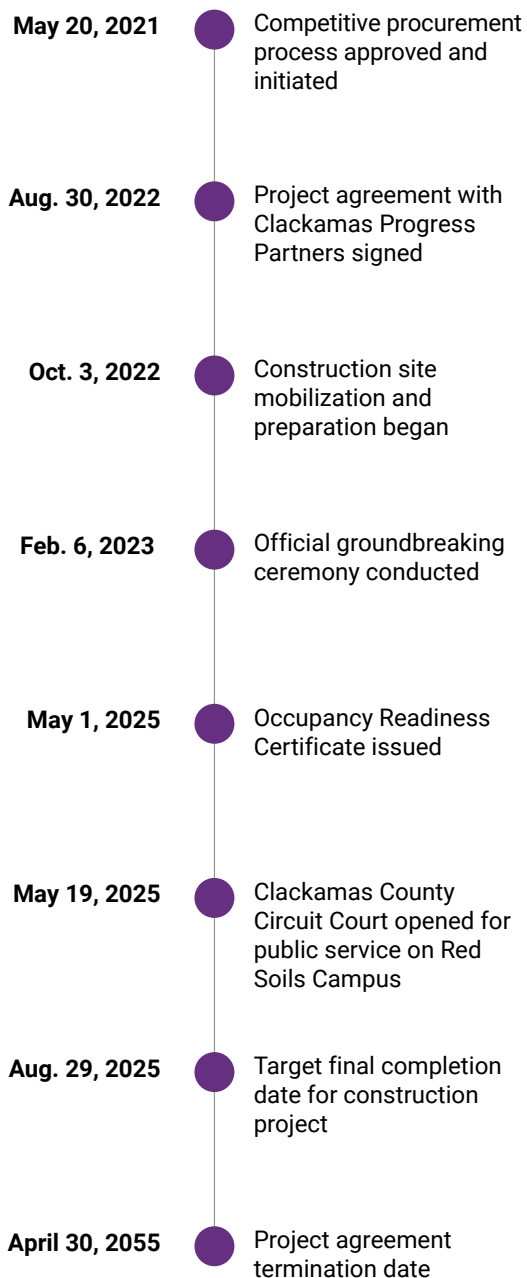 May 20, 2021
Competitive procurement
process approved and
initiated
Aug. 30, 2022
Project agreement with
Clackamas Progress
Partners signed
Oct. 3, 2022
Construction site
mobilization and
preparation began
Feb. 6, 2023
Official groundbreaking
ceremony conducted
May 1, 2025
Occupancy Readiness
Certificate issued
May 19, 2025
Clackamas County
Circuit Court opened for
public service on Red
Soils Campus
Aug. 29, 2025
Target final completion
date for construction
project
April 30, 2055
Project agreement
termination date